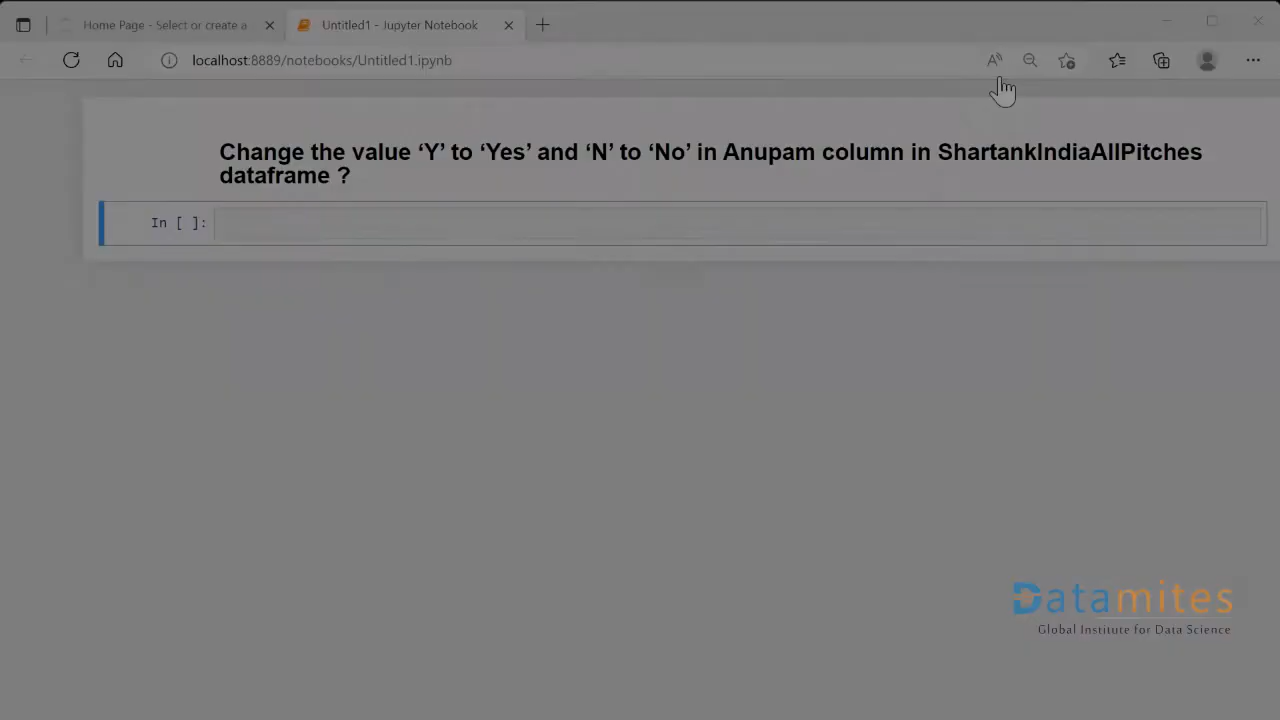 Home Page - Select or create a
Untitled1 - Jupyter Notebook
localhost:8889/notebooks/Untitled1.ipynb
Change the value ‘Y’ to ‘Yes’ and ‘N’ to ‘No’ in Anupam column in ShartankIndiaAllPitches
dataframe ?
In [ ]:
Datamites
Global Institute for Data Science